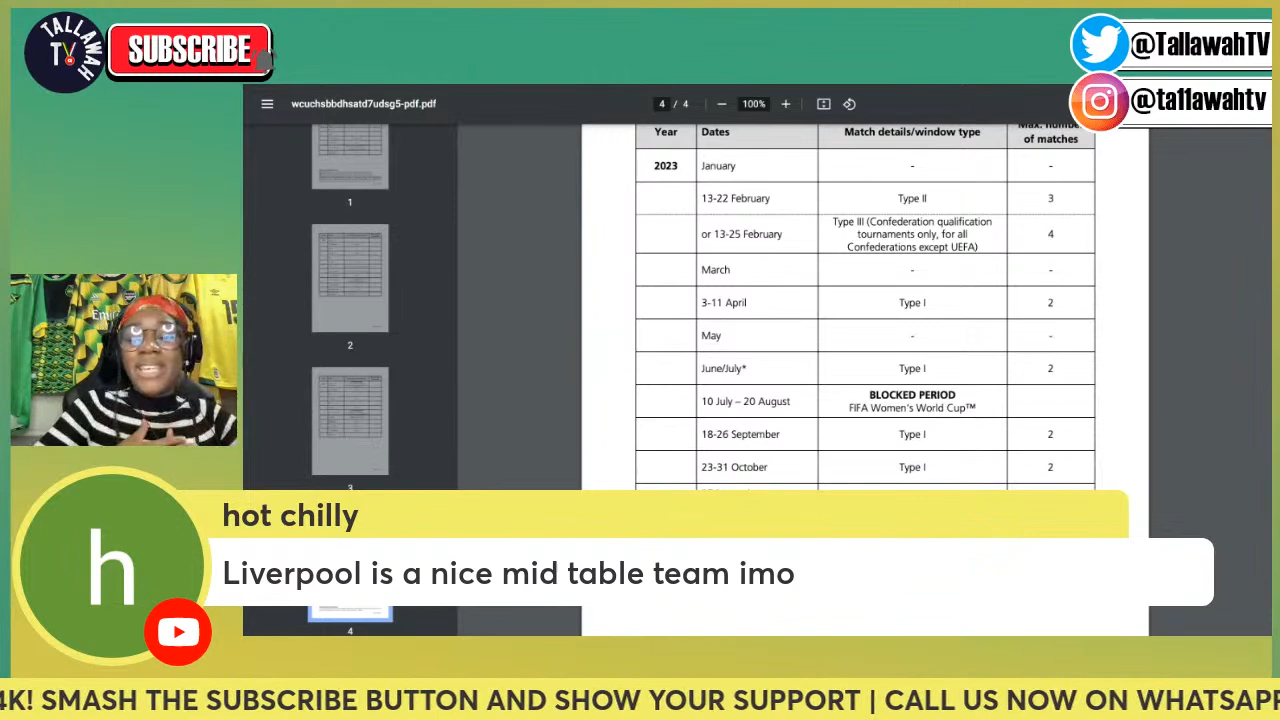 TALLAWAH
TV
SUBSCRIBE
@TallawahTV
@ta11awahtv
wcuchsbbdhsatd7udsg5-pdf.pdf
4 / 4
100%
Year Dates Match details/window type Max. number of matches
2023 January - -
13-22 February Type II 3
or 13-25 February Type III (Confederation qualification tournaments only, for all Confederations except UEFA) 4
March - -
3-11 April Type I 2
May - -
June/July* Type I 2
10 July – 20 August BLOCKED PERIOD FIFA Women's World Cup™
18-26 September Type I 2
23-31 October Type I 2
1
2
3
4
15
h
hot chilly
Liverpool is a nice mid table team imo
4K! SMASH THE SUBSCRIBE BUTTON AND SHOW YOUR SUPPORT | CALL US NOW ON WHATSAPP